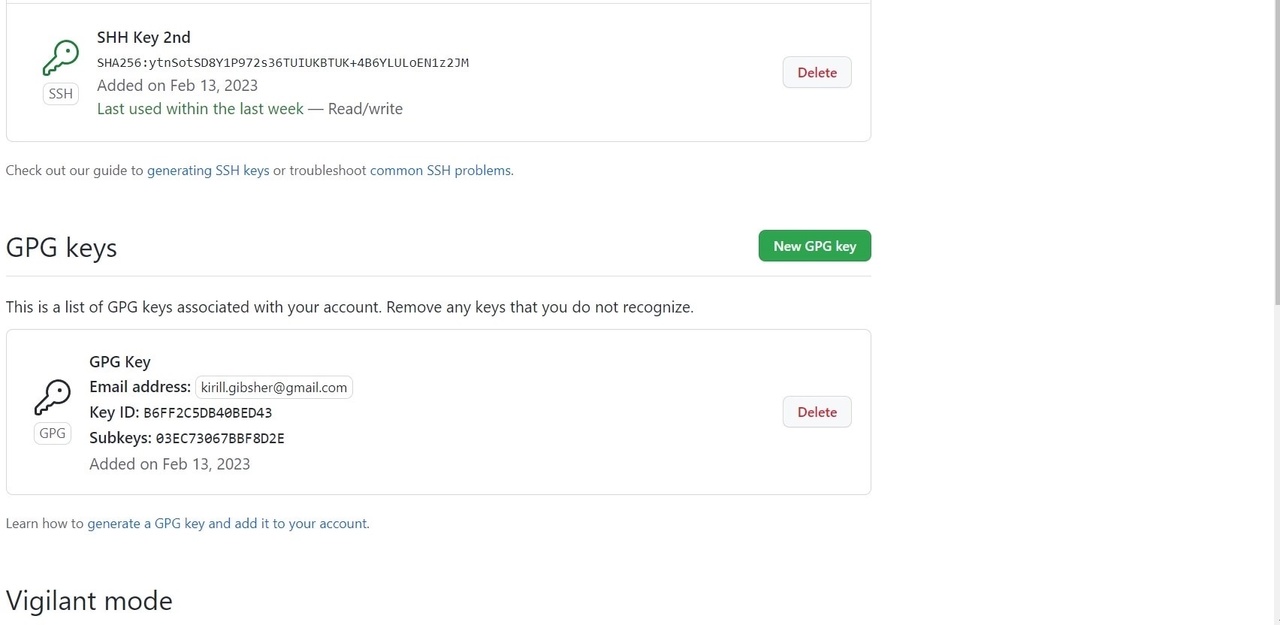 SHH Key 2nd
SHA256:ytnSotSD8Y1P972s36TUIUKBTUK+4B6YLULoEN1z2JM
Added on Feb 13, 2023
Last used within the last week — Read/write
SSH
Delete
Check out our guide to generating SSH keys or troubleshoot common SSH problems.
GPG keys
New GPG key
This is a list of GPG keys associated with your account. Remove any keys that you do not recognize.
GPG Key
Email address: kirill.gibsher@gmail.com
Key ID: B6FF2C5DB40BED43
Subkeys: 03EC73067BBF8D2E
Added on Feb 13, 2023
GPG
Delete
Learn how to generate a GPG key and add it to your account.
Vigilant mode